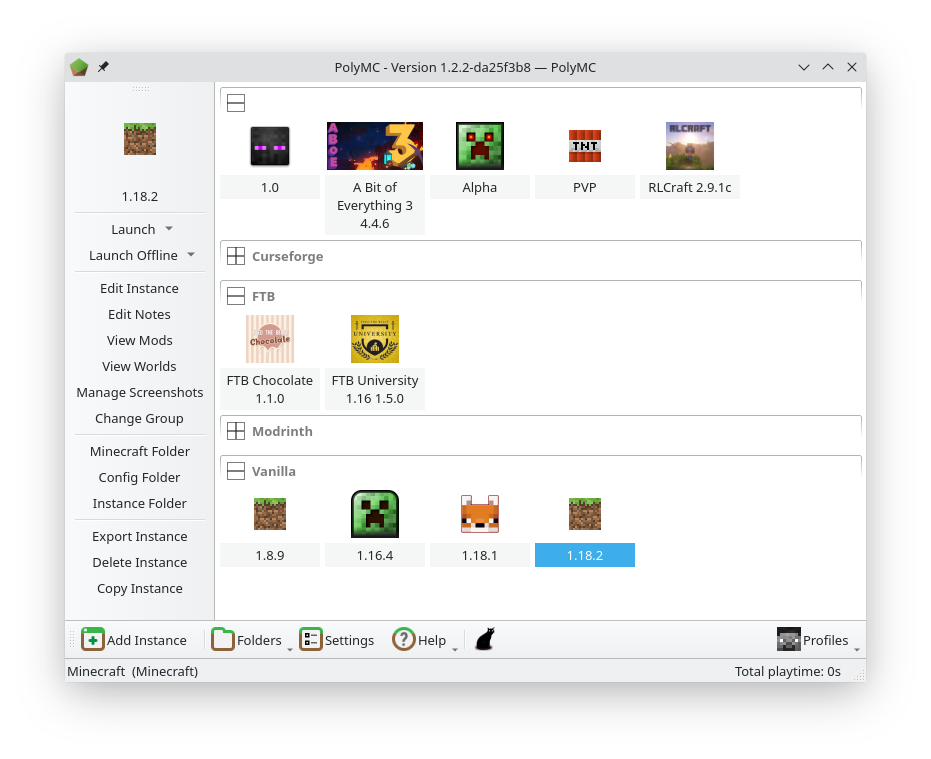 PolyMC - Version 1.2.2-da25f3b8 — PolyMC
1.18.2
Launch
Launch Offline
Edit Instance
Edit Notes
View Mods
View Worlds
Manage Screenshots
Change Group
Minecraft Folder
Config Folder
Instance Folder
Export Instance
Delete Instance
Copy Instance
ABOE
3
TNT
RLCRAFT
1.0
A Bit of
Everything 3
4.4.6
Alpha
PVP
RLCraft 2.9.1c
Curseforge
FTB
Chocolate
UNIVERSITY
FTB Chocolate
1.1.0
FTB University
1.16 1.5.0
Modrinth
Vanilla
1.8.9
1.16.4
1.18.1
1.18.2
Add Instance
Folders
Settings
Help
Profiles
Minecraft (Minecraft)
Total playtime: 0s